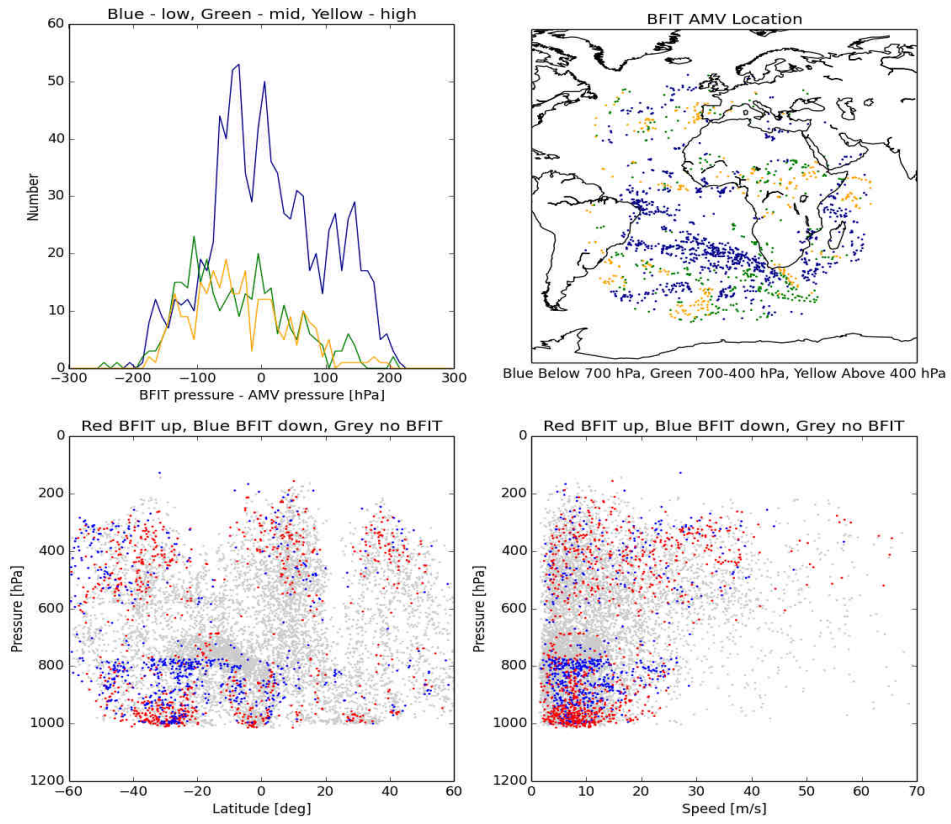 Blue - low, Green - mid, Yellow - high
60
50
40
30
20
10
0
Number
−300 −200 −100 0 100 200 300
BFIT pressure - AMV pressure [hPa]
BFIT AMV Location
Blue Below 700 hPa, Green 700-400 hPa, Yellow Above 400 hPa
Red BFIT up, Blue BFIT down, Grey no BFIT
0
200
400
600
800
1000
1200
Pressure [hPa]
−60 −40 −20 0 20 40 60
Latitude [deg]
Red BFIT up, Blue BFIT down, Grey no BFIT
0
200
400
600
800
1000
1200
Pressure [hPa]
0 10 20 30 40 50 60 70
Speed [m/s]